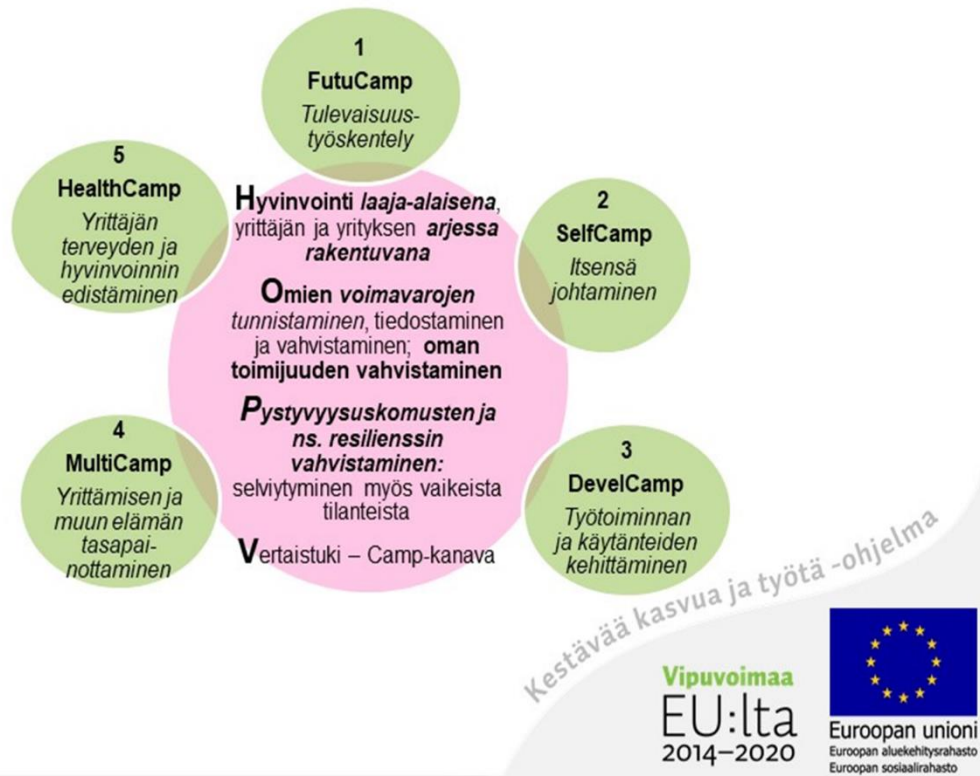 1
FutuCamp
Tulevaisuus-
työskentely
2
SelfCamp
Itsensä
johtaminen
3
DevelCamp
Työtoiminnan
ja käytänteiden
kehittäminen
4
MultiCamp
Yrittämisen ja
muun elämän
tasapai-
nottaminen
5
HealthCamp
Yrittäjän
terveyden ja
hyvinvoinnin
edistäminen
Hyvinvointi laaja-alaisena,
yrittäjän ja yrityksen arjessa
rakentuvana
Omien voimavarojen
tunnistaminen, tiedostaminen
ja vahvistaminen; oman
toimijuuden vahvistaminen
Pystyvyysuskomusten ja
ns. resilienssin
vahvistaminen:
selviytyminen myös vaikeista
tilanteista
Vertaistuki – Camp-kanava
Kestävää kasvua ja työtä -ohjelma
Vipuvoimaa
EU:lta
2014–2020
Euroopan unioni
Euroopan aluekehitysrahasto
Euroopan sosiaalirahasto